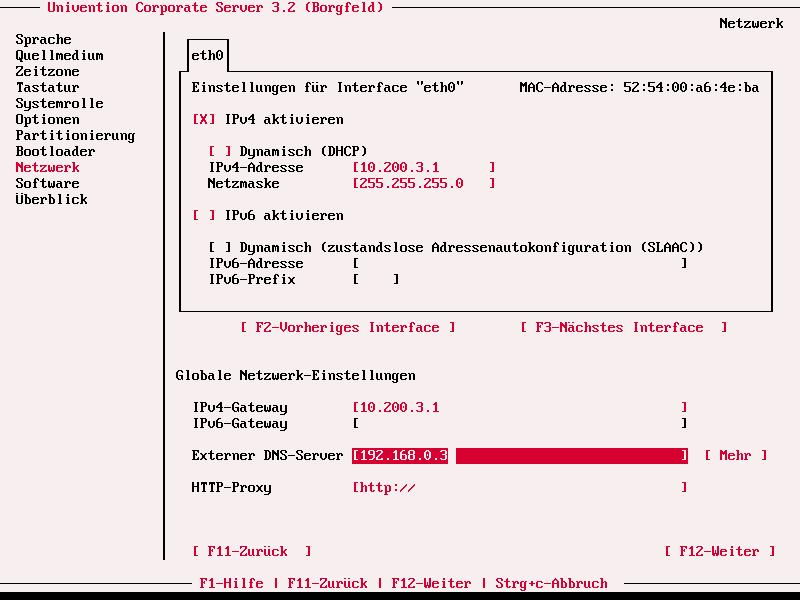 Univention Corporate Server 3.2 (Borgfeld)
Netzwerk
Sprache
Quellmedium
Zeitzone
Tastatur
Systemrolle
Optionen
Partitionierung
Bootloader
Netzwerk
Software
Überblick
eth0
Einstellungen für Interface "eth0" MAC-Adresse: 52:54:00:a6:4e:ba
[X] IPv4 aktivieren
[ ] Dynamisch (DHCP)
IPv4-Adresse [10.200.3.1 ]
Netzmaske [255.255.255.0 ]
[ ] IPv6 aktivieren
[ ] Dynamisch (zustandslose Adressenautokonfiguration (SLAAC))
IPv6-Adresse [ ]
IPv6-Prefix [ ]
[ F2-Vorheriges Interface ] [ F3-Nächstes Interface ]
Globale Netzwerk-Einstellungen
IPv4-Gateway [10.200.3.1 ]
IPv6-Gateway [ ]
Externer DNS-Server [192.168.0.3 ] [ Mehr ]
HTTP-Proxy [http:// ]
[ F11-Zurück ] [ F12-Weiter ]
F1-Hilfe | F11-Zurück | F12-Weiter | Strg+c-Abbruch